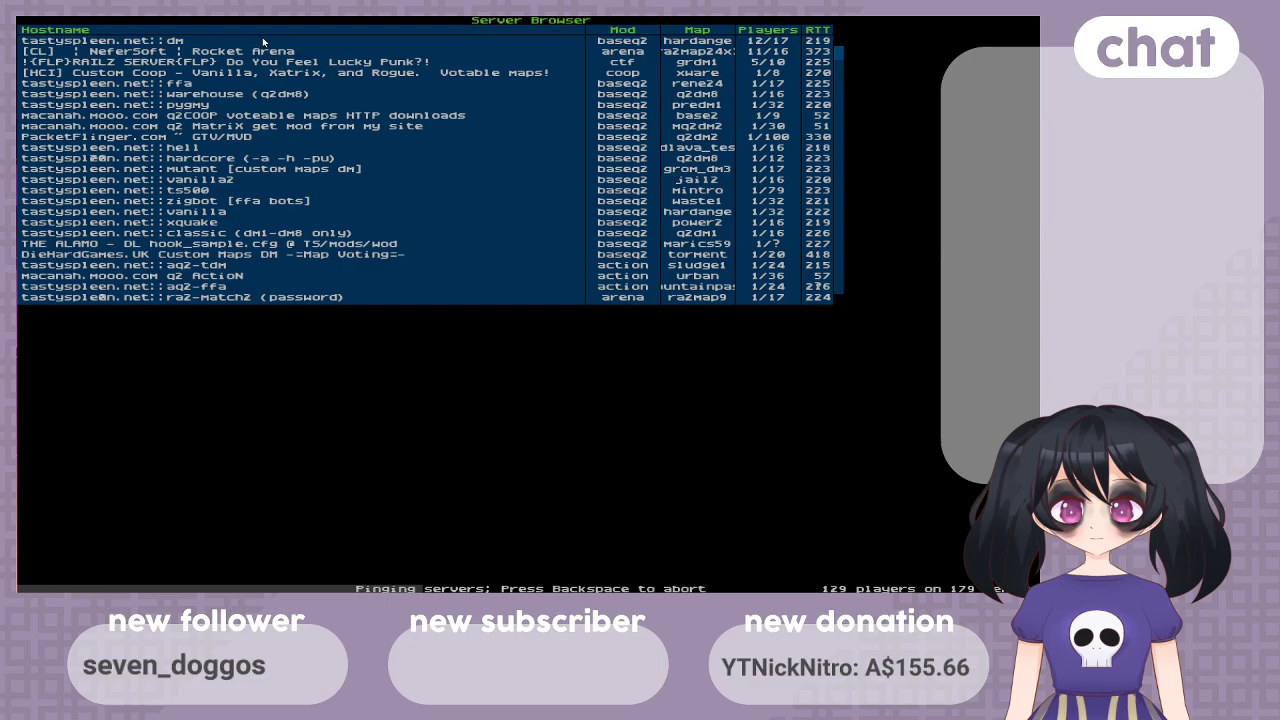 Server Browser
Hostname Mod Map Players RTT
tastyspleen.net::dm baseq2 hardange 12/17 219
[CL] ¦ NeferSoft ¦ Rocket Arena arena ra2map24x 11/16 373
!{FLP}RAILZ SERVER{FLP} Do You Feel Lucky Punk?! ctf grdm1 5/10 225
[HCI] Custom Coop - Vanilla, Xatrix, and Rogue. Votable maps! coop xware 1/8 270
tastyspleen.net::ffa baseq2 rene24 1/17 225
tastyspleen.net::warehouse (q2dm8) baseq2 q2dm8 1/16 223
tastyspleen.net::pygmy baseq2 predm1 1/32 220
macanah.mooo.com q2COOP voteable maps HTTP downloads baseq2 base2 1/9 52
macanah.mooo.com q2 MatriX get mod from my site baseq2 mq2dm2 1/30 51
PacketFlinger.com ~ GTV/MVD baseq2 q2dm2 1/100 330
tastyspleen.net::hell baseq2 dlava_tes 1/16 218
tastyspleen.net::hardcore (-a -h -pu) baseq2 q2dm8 1/12 223
tastyspleen.net::mutant [custom maps dm] baseq2 grom_dm3 1/17 223
tastyspleen.net::vanilla2 baseq2 jail2 1/16 220
tastyspleen.net::ts500 baseq2 mintro 1/79 223
tastyspleen.net::zigbot [ffa bots] baseq2 waste1 1/32 221
tastyspleen.net::vanilla baseq2 hardange 1/32 222
tastyspleen.net::xquake baseq2 power2 1/16 219
tastyspleen.net::classic (dm1-dm8 only) baseq2 q2dm1 1/16 226
THE ALAMO - DL hook_sample.cfg @ TS/mods/wod baseq2 marics59 1/? 227
DieHardGames.UK Custom Maps DM -=Map Voting=- baseq2 torment 1/20 418
tastyspleen.net::aq2-tdm action sludge1 1/24 215
macanah.mooo.com q2 ActioN action urban 1/36 57
tastyspleen.net::aq2-ffa action untainpas 1/24
tastyspleen.net::ra2-match2 (password) arena ra2map9 1/17 224
Pinging servers; Press Backspace to abort 129 players on 179
chat
new follower
seven_doggos
new subscriber
new donation
YTNickNitro: A$155.66